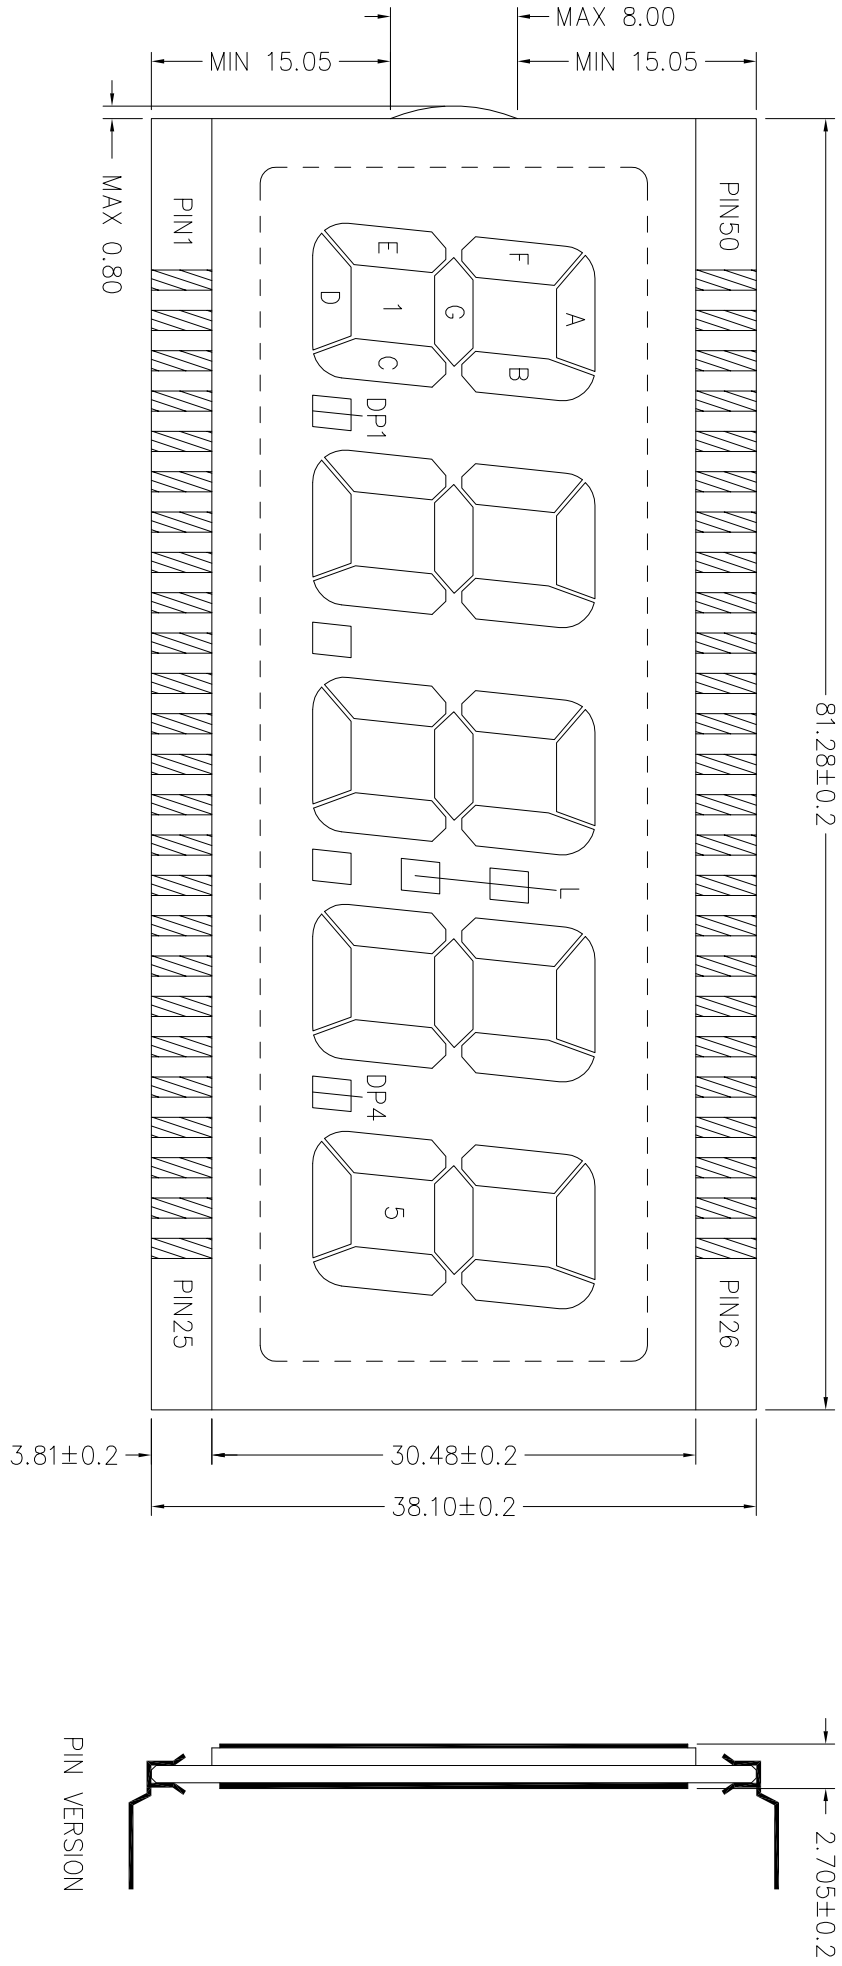 MAX 8.00
MIN 15.05
MIN 15.05
MAX 0.80
PIN1
PIN50
E
F
D
1
G
A
C
B
DP1
81.28±0.2
L
DP4
5
PIN25
PIN26
3.81±0.2
30.48±0.2
38.10±0.2
PIN VERSION
2.705±0.2